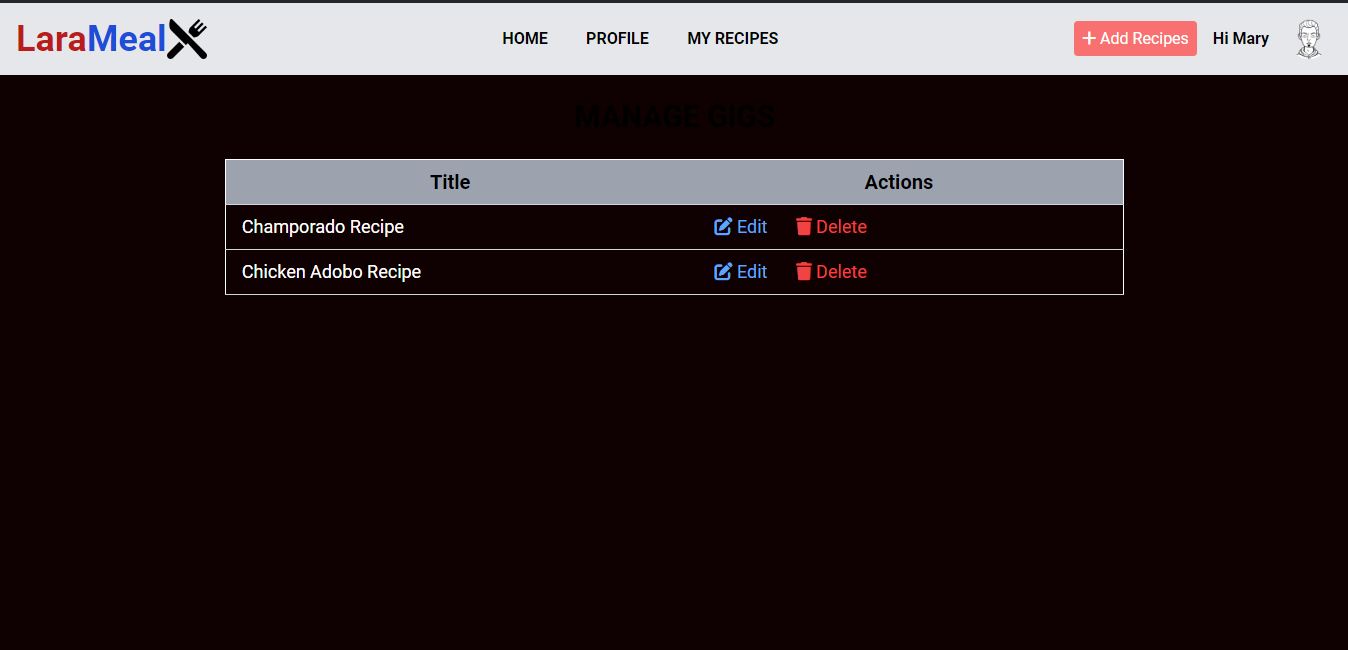 LaraMeal
HOME PROFILE MY RECIPES
+ Add Recipes Hi Mary
MANAGE GIGS
Title Actions
Champorado Recipe Edit Delete
Chicken Adobo Recipe Edit Delete